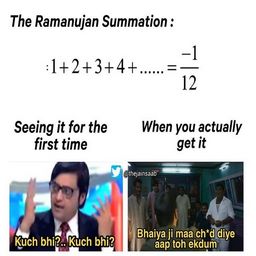 The Ramanujan Summation :
:1+2+3+4+......= -1/12
Seeing it for the
first time
When you actually
get it
@thejainsaab
Kuch bhi?.. Kuch bhi?
Bhaiya ji maa ch*d diye
aap toh ekdum